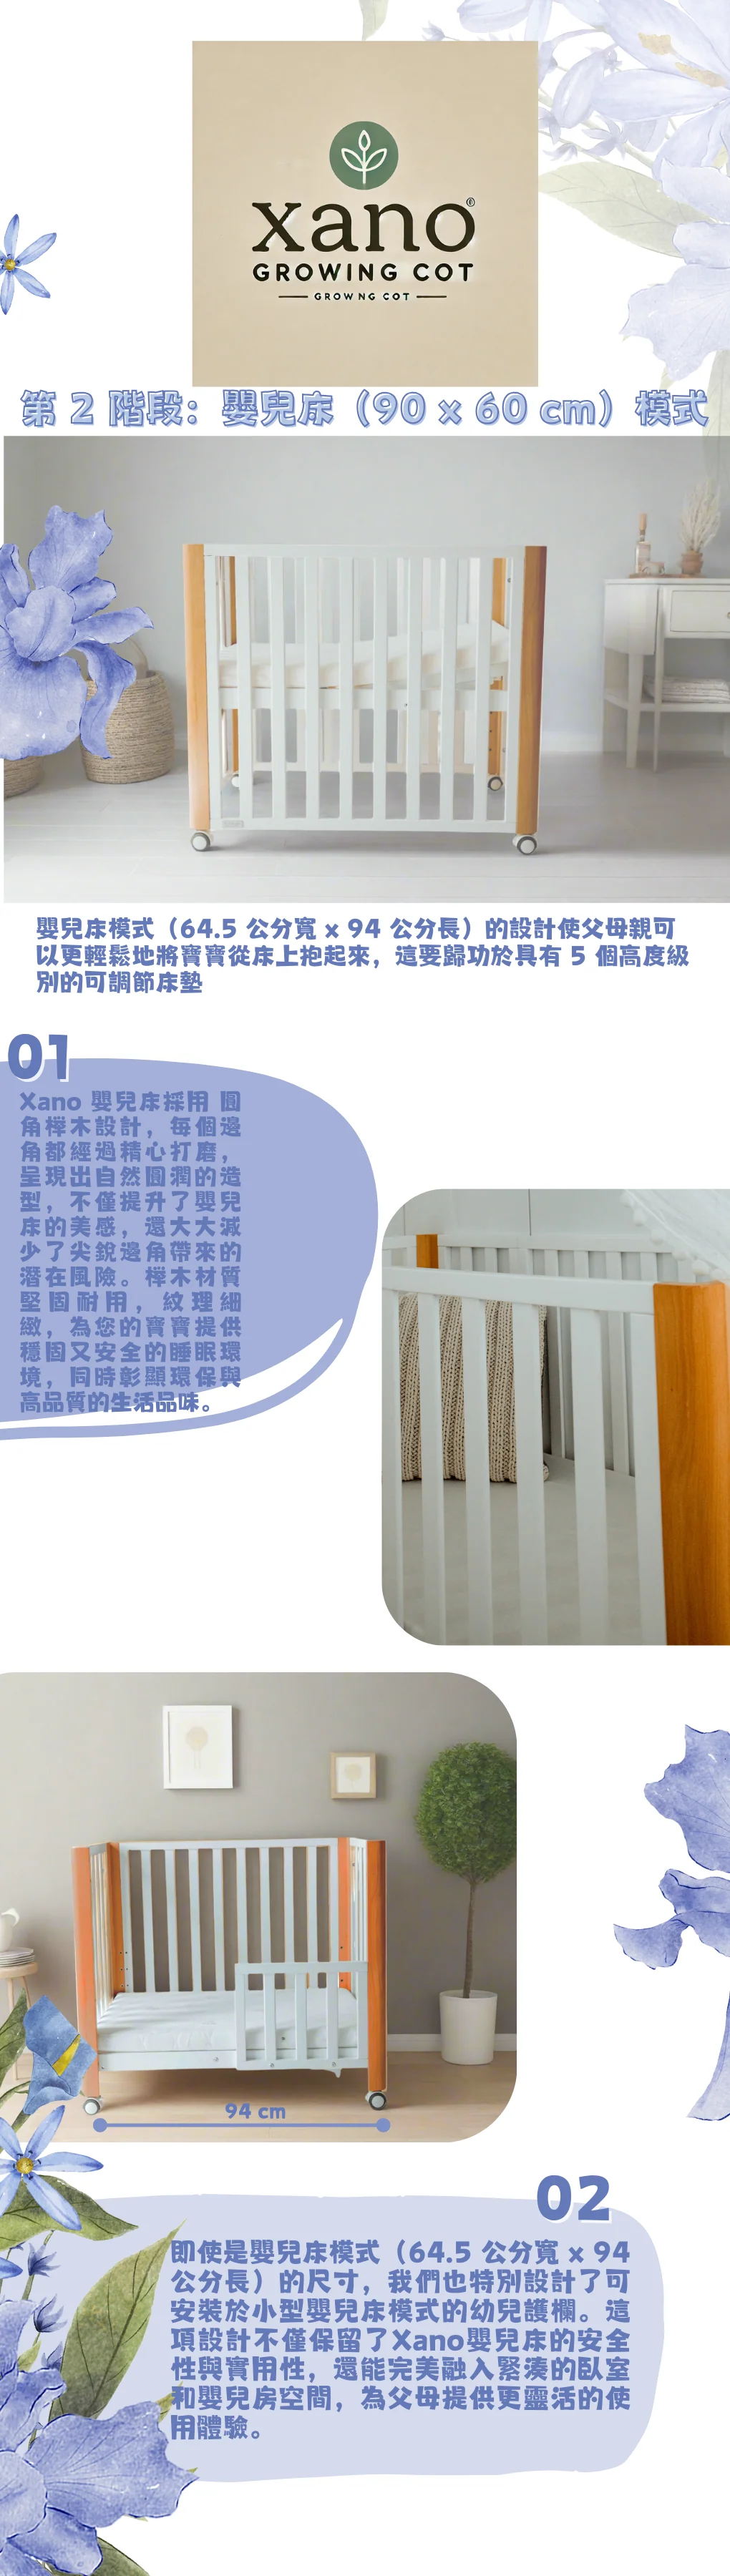 xano®
GROWING COT
GROWNG COT
第 2 階段：嬰兒床（90 x 60 cm）模式
嬰兒床模式（64.5 公分寬 x 94 公分長）的設計使父母親可
以更輕鬆地將寶寶從床上抱起來，這要歸功於具有 5 個高度級
別的可調節床墊
01
Xano 嬰兒床採用 圓
角櫸木設計，每個邊
角都經過精心打磨，
呈現出自然圓潤的造
型，不僅提升了嬰兒
床的美感，還大大減
少了尖銳邊角帶來的
潛在風險。櫸木材質
堅固耐用，紋理細
緻，為您的寶寶提供
穩固又安全的睡眠環
境，同時彰顯環保與
高品質的生活品味。
94 cm
02
即使是嬰兒床模式（64.5 公分寬 x 94
公分長）的尺寸，我們也特別設計了可
安裝於小型嬰兒床模式的幼兒護欄。這
項設計不僅保留了Xano嬰兒床的安全
性與實用性，還能完美融入緊湊的臥室
和嬰兒房空間，為父母提供更靈活的使
用體驗。